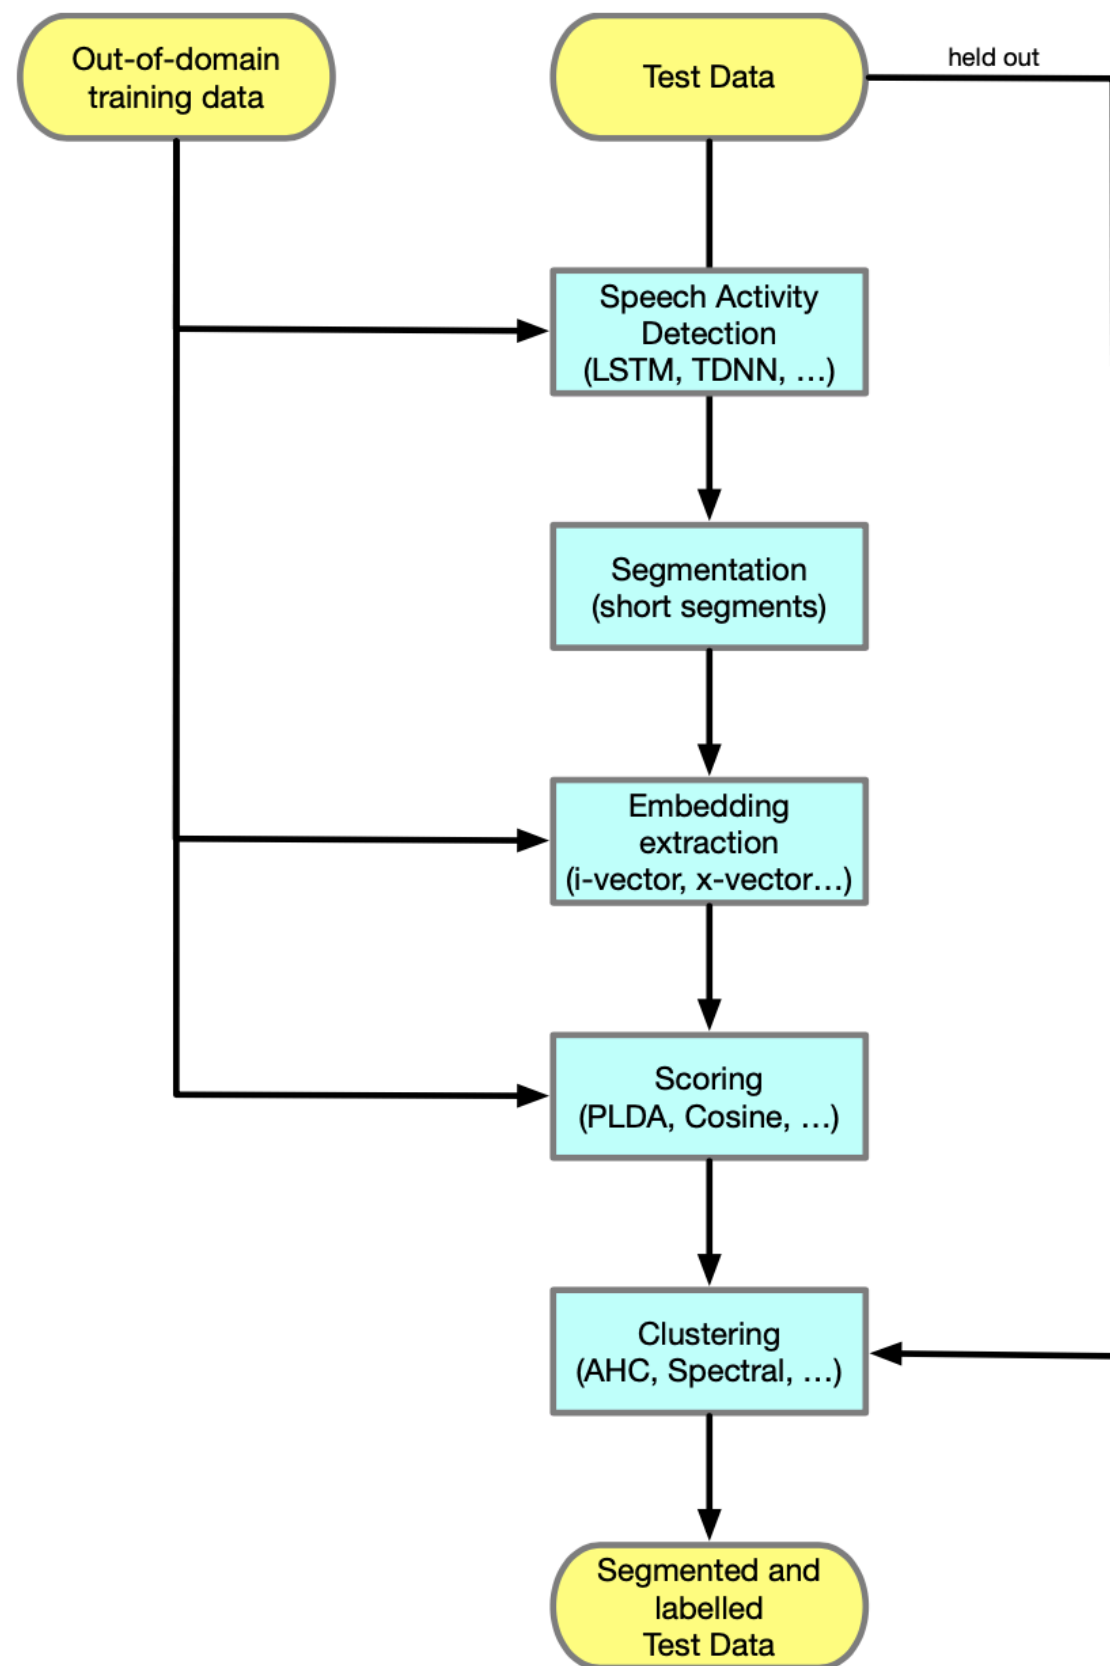 Out-of-domain
training data
Test Data
held out
Speech Activity
Detection
(LSTM, TDNN, …)
Segmentation
(short segments)
Embedding
extraction
(i-vector, x-vector…)
Scoring
(PLDA, Cosine, …)
Clustering
(AHC, Spectral, …)
Segmented and
labelled
Test Data